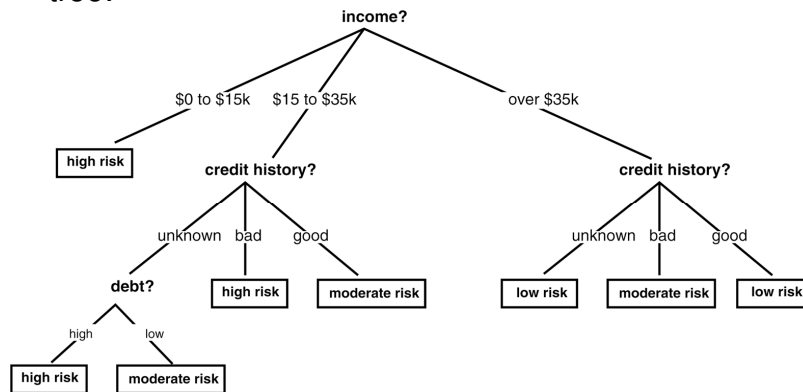 income?
$0 to $15k $15 to $35k over $35k
high risk
credit history? credit history?
unknown bad good unknown bad good
debt? high risk moderate risk low risk moderate risk low risk
high low
high risk moderate risk